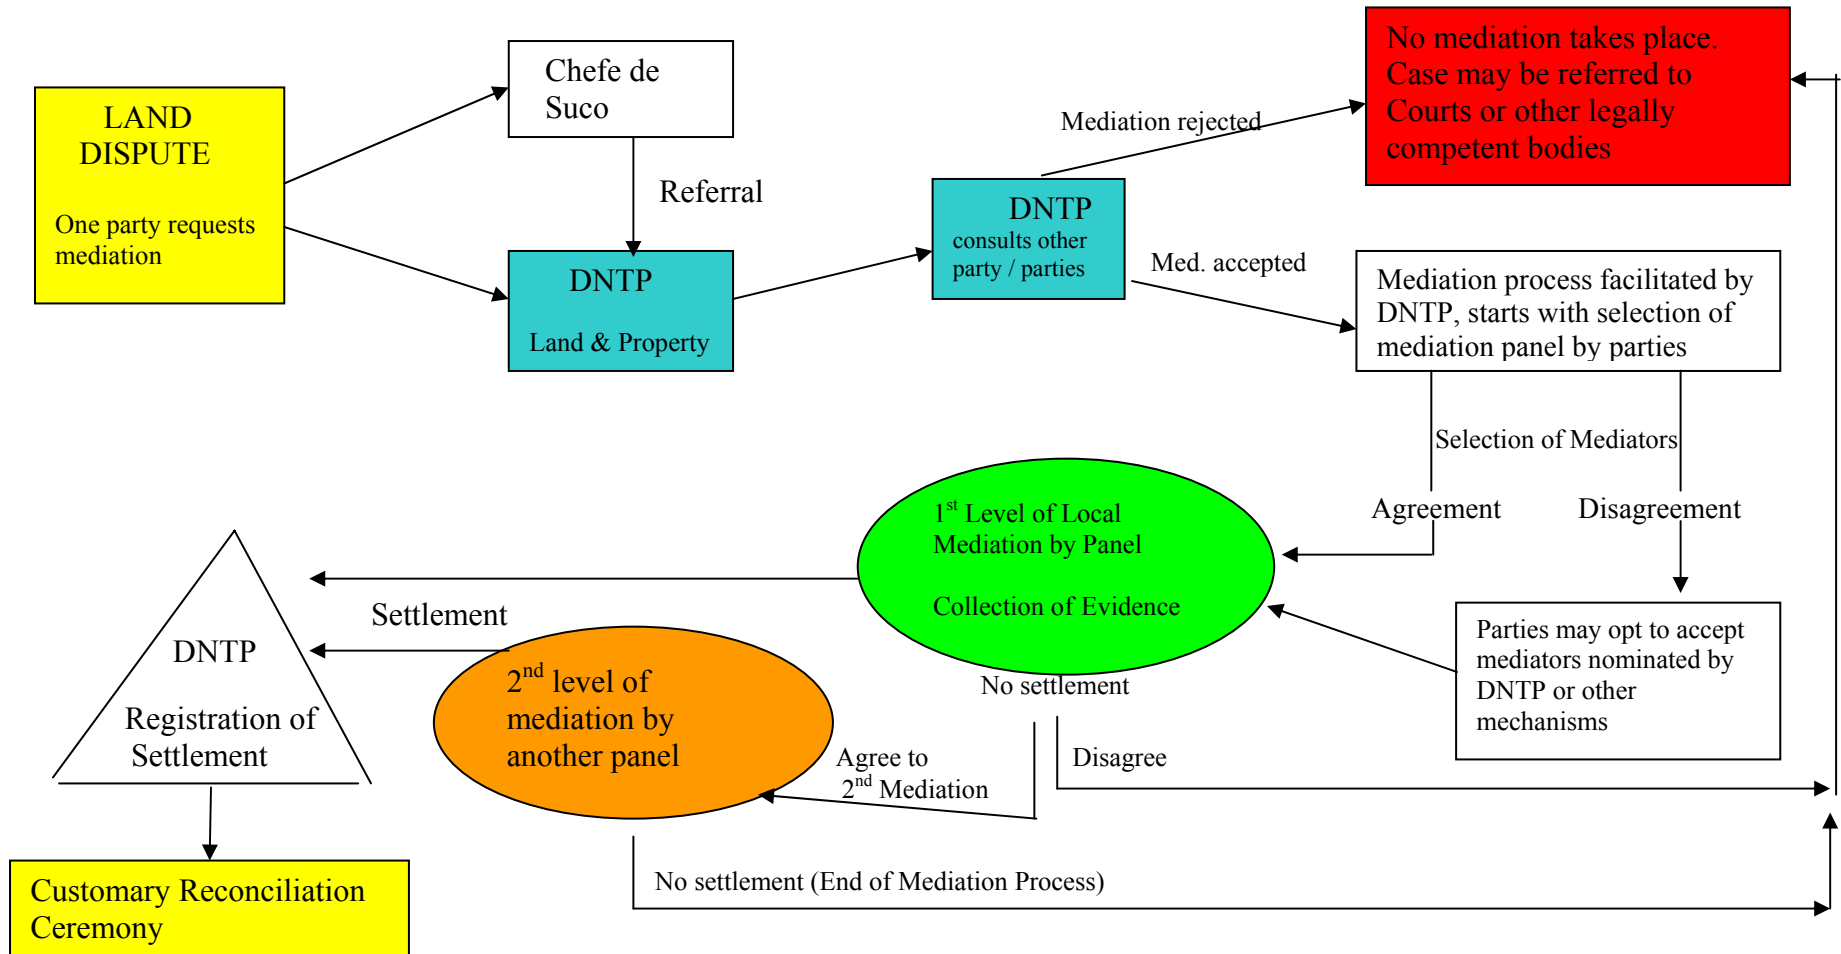 LAND
DISPUTE
One party requests
mediation
Chefe de
Suco
Referral
DNTP
Land & Property
DNTP
consults other
party / parties
Mediation rejected
No mediation takes place.
Case may be referred to
Courts or other legally
competent bodies
Med. accepted
Mediation process facilitated by
DNTP, starts with selection of
mediation panel by parties
Selection of Mediators
Agreement
Disagreement
Parties may opt to accept
mediators nominated by
DNTP or other
mechanisms
1st Level of Local
Mediation by Panel
Collection of Evidence
No settlement
Agree to
2nd Mediation
Disagree
Settlement
2nd level of
mediation by
another panel
No settlement (End of Mediation Process)
DNTP
Registration of
Settlement
Customary Reconciliation
Ceremony